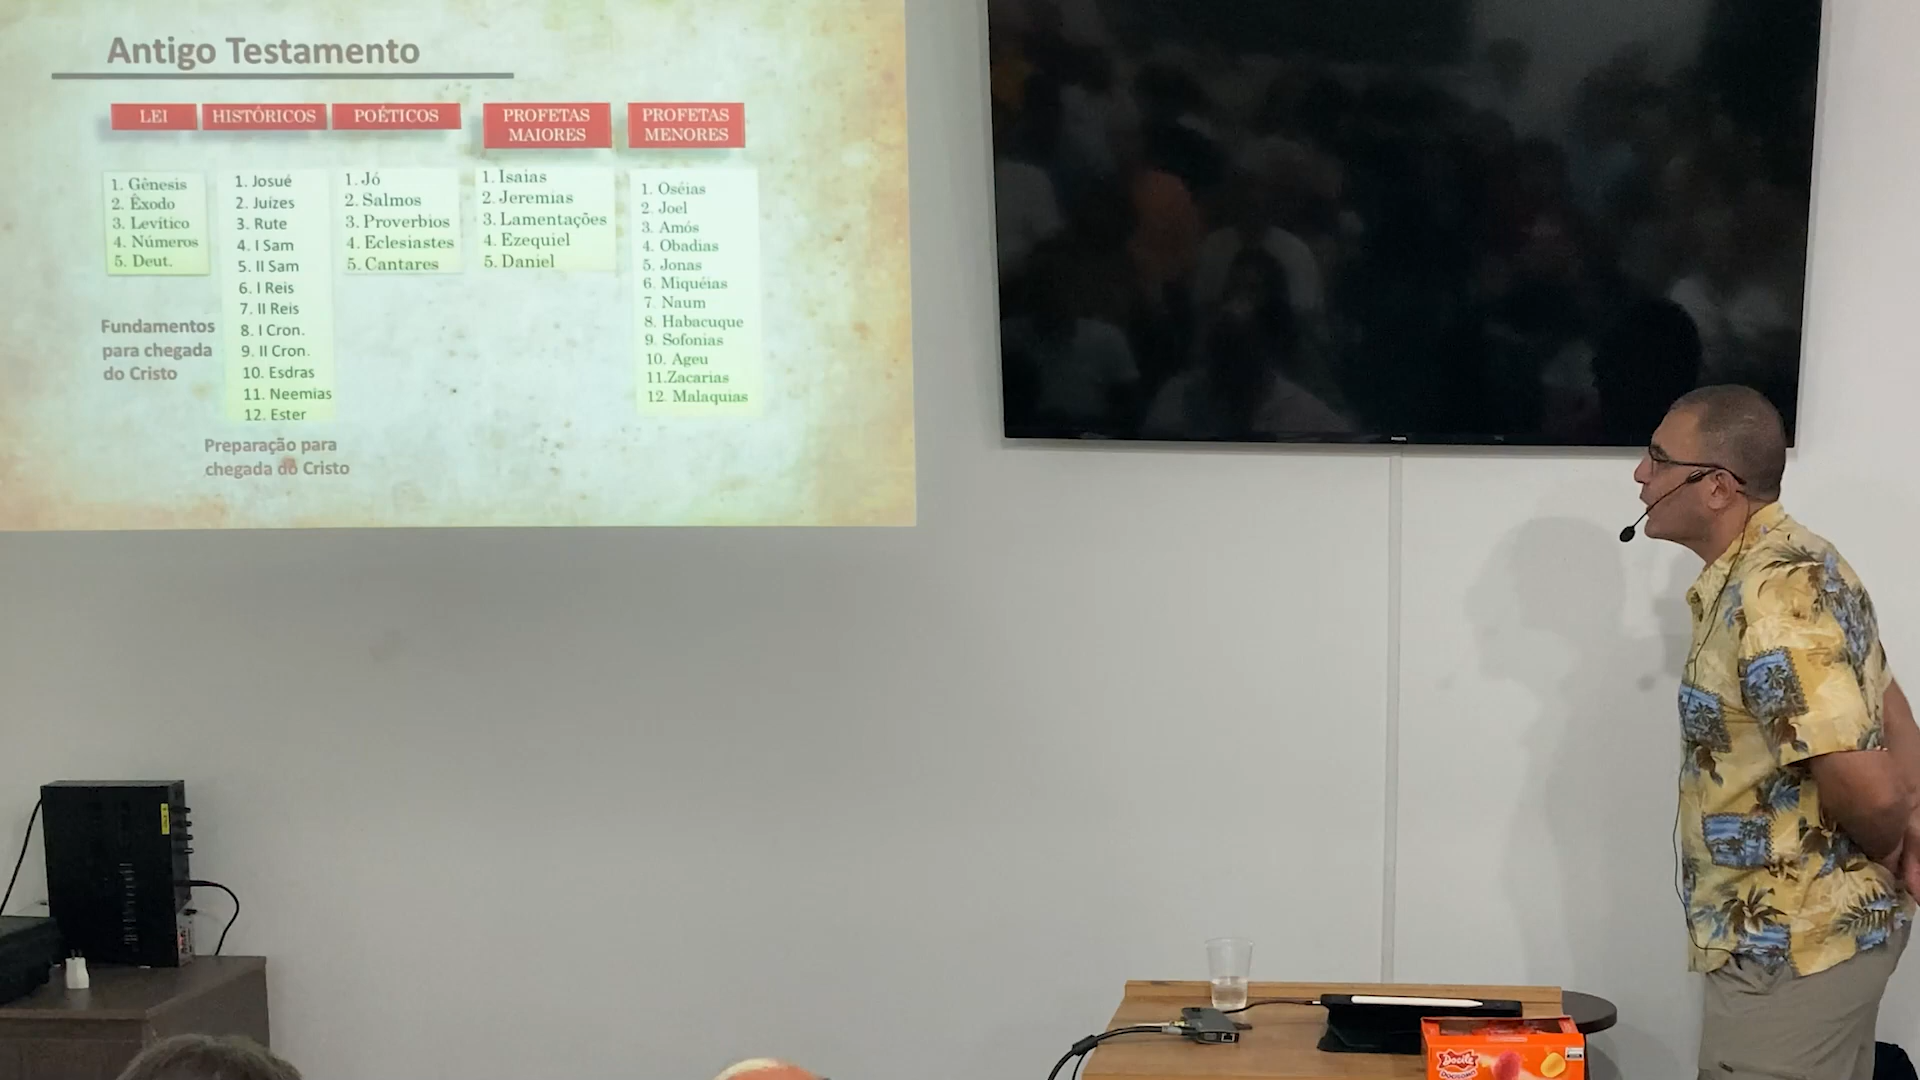 Antigo Testamento
LEI
HISTÓRICOS
POÉTICOS
PROFETAS
MAIORES
PROFETAS
MENORES
1. Gênesis
2. Êxodo
3. Levítico
4. Números
5. Deut.
Fundamentos
para chegada
do Cristo
1. Josué
2. Juízes
3. Rute
4. I Sam
5. II Sam
6. I Reis
7. II Reis
8. I Cron.
9. II Cron.
10. Esdras
11. Neemias
12. Ester
Preparação para
chegada do Cristo
1. Jó
2. Salmos
3. Proverbios
4. Eclesiastes
5. Cantares
1. Isaias
2. Jeremias
3. Lamentações
4. Ezequiel
5. Daniel
1. Oséias
2. Joel
3. Amós
4. Obadias
5. Jonas
6. Miquéias
7. Naum
8. Habacuque
9. Sofonias
10. Ageu
11.Zacarias
12. Malaquias
PHILIPS
Docile